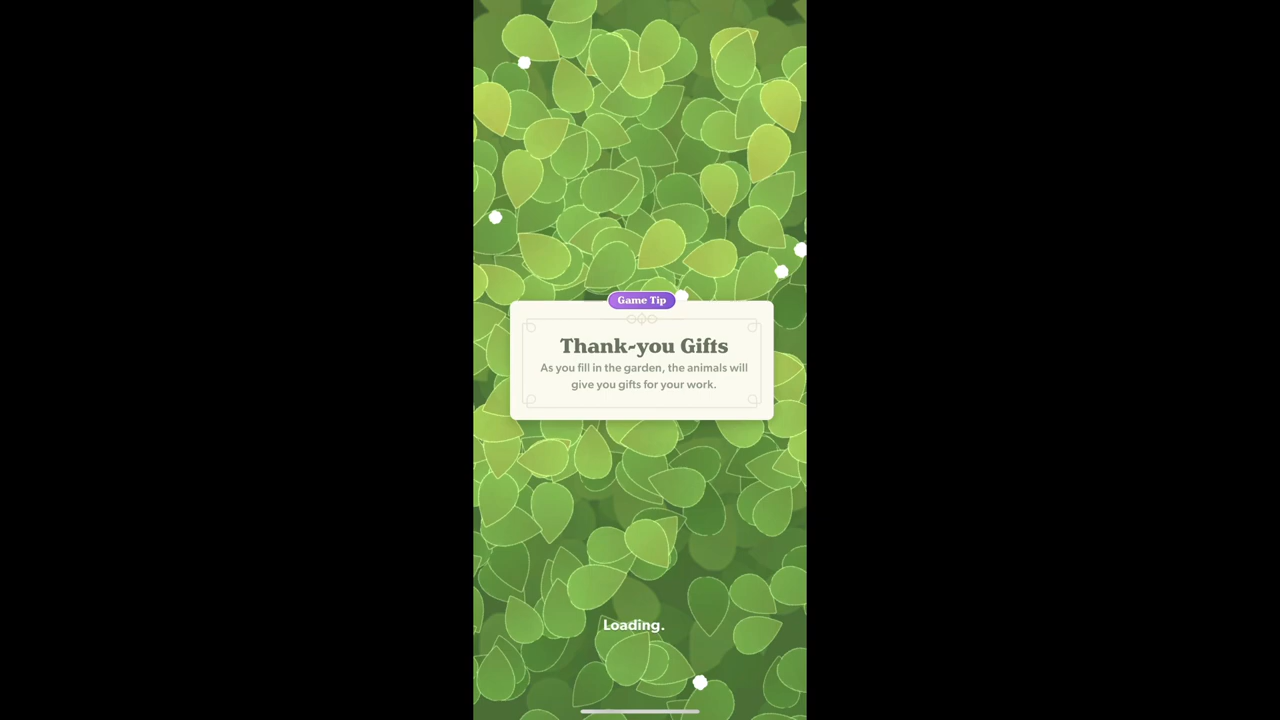 Game Tip
Thank-you Gifts
As you fill in the garden, the animals will
give you gifts for your work.
Loading.